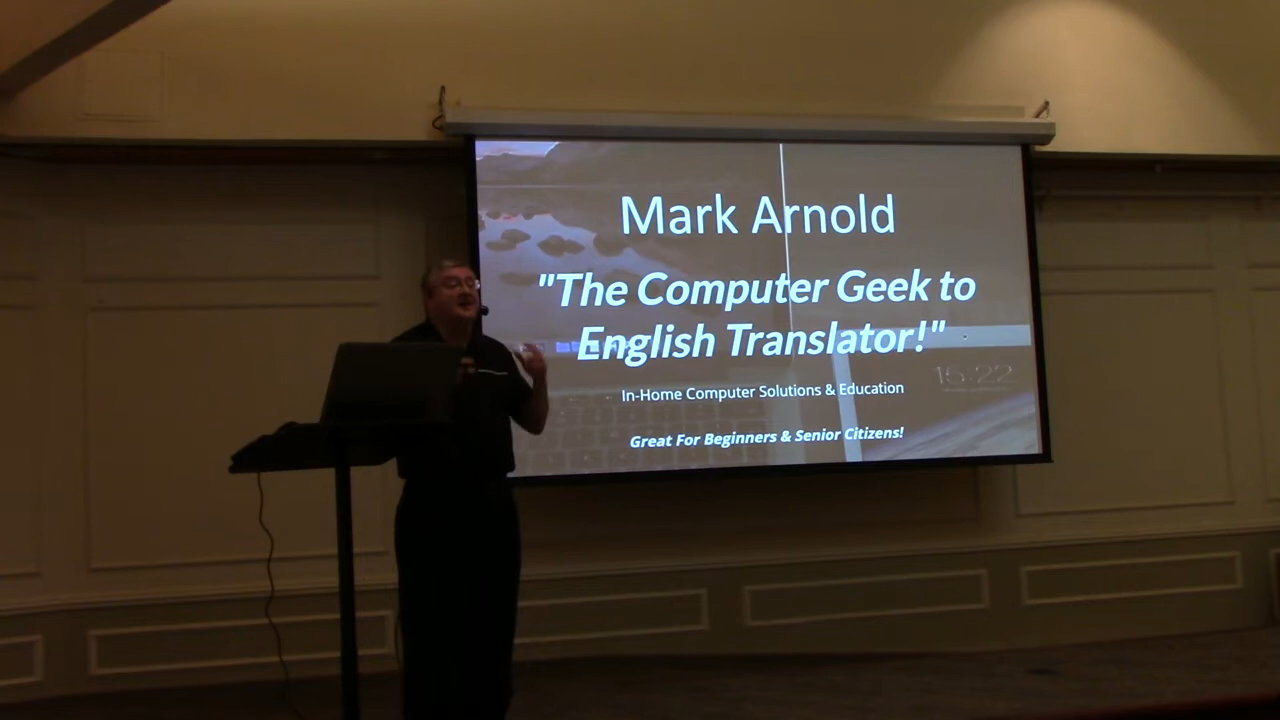 Mark Arnold
"The Computer Geek to
English Translator!"
15:22
In-Home Computer Solutions & Education
Great For Beginners & Senior Citizens!